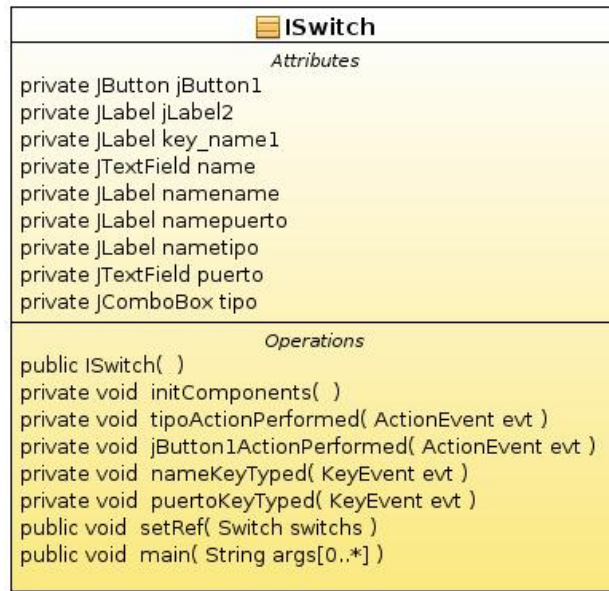 ISwitch
Attributes
private JButton jButton1
private JLabel jLabel2
private JLabel key_name1
private JTextField name
private JLabel namename
private JLabel namepuerto
private JLabel nametipo
private JTextField puerto
private JComboBox tipo
Operations
public ISwitch( )
private void initComponents( )
private void tipoActionPerformed( ActionEvent evt )
private void jButton1ActionPerformed( ActionEvent evt )
private void nameKeyTyped( KeyEvent evt )
private void puertoKeyTyped( KeyEvent evt )
public void setRef( Switch switchs )
public void main( String args[0..*] )